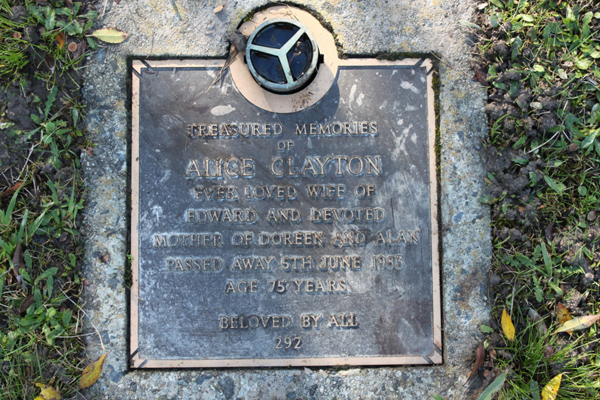 TREASURED MEMORIES
OF
ALICE CLAYTON
EVER LOVED WIFE OF
EDWARD AND DEVOTED
MOTHER OF DOREEN AND ALAN
PASSED AWAY 5TH JUNE 1983
AGE 75 YEARS.
BELOVED BY ALL
292